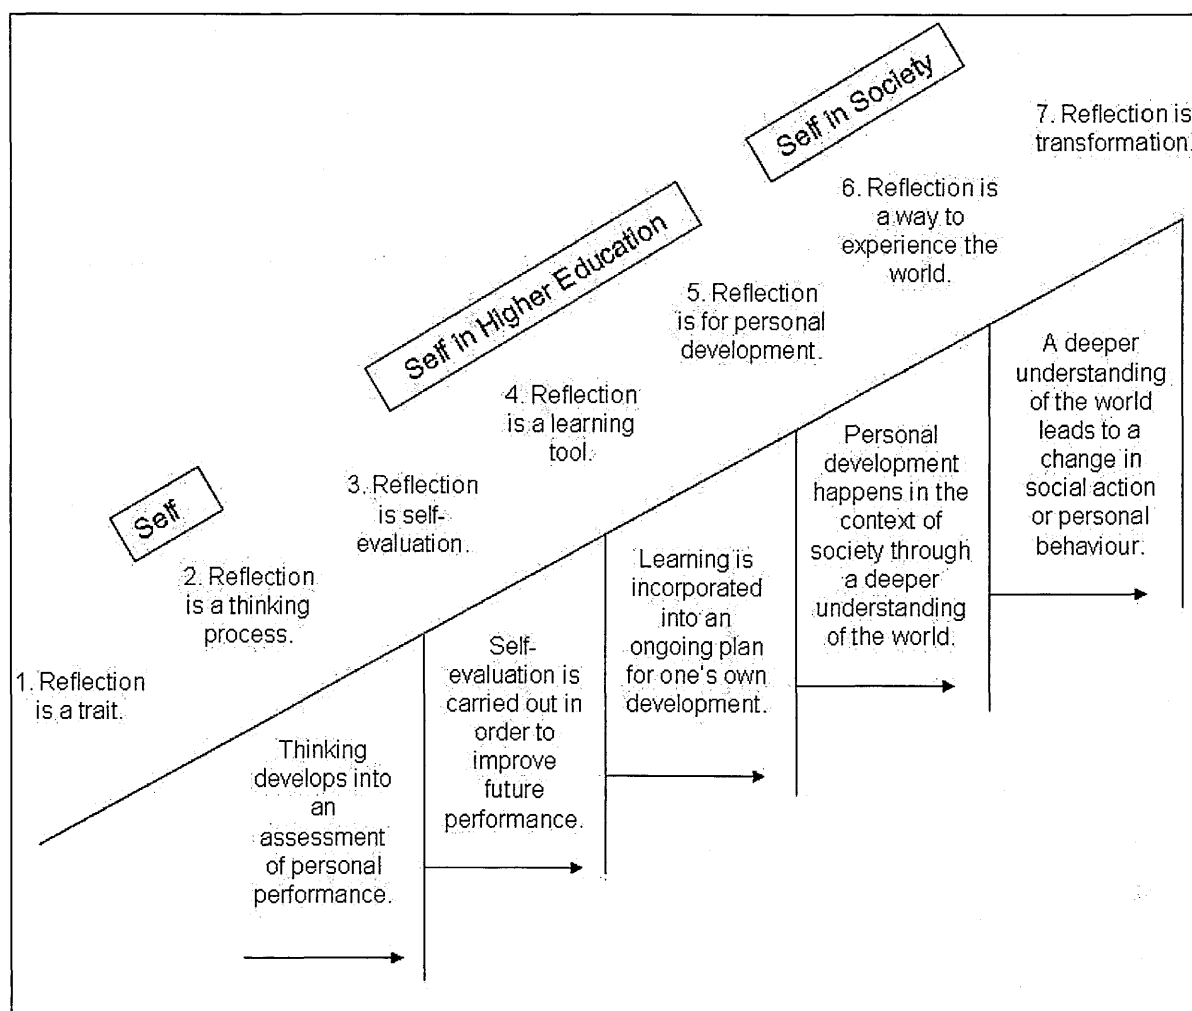 Self
Self in Higher Education
Self in Society
1. Reflection
is a trait.
2. Reflection
is a thinking
process.
3. Reflection
is self-
evaluation.
4. Reflection
is a learning
tool.
5. Reflection
is for personal
development.
6. Reflection is
a way to
experience the
world.
7. Reflection is
transformation.
Thinking
develops into
an
assessment
of personal
performance.
Self-
evaluation is
carried out in
order to
improve
future
performance.
Learning is
incorporated
into an
ongoing plan
for one's own
development.
Personal
development
happens in the
context of
society through
a deeper
understanding
of the world.
A deeper
understanding
of the world
leads to a
change in
social action
or personal
behaviour.